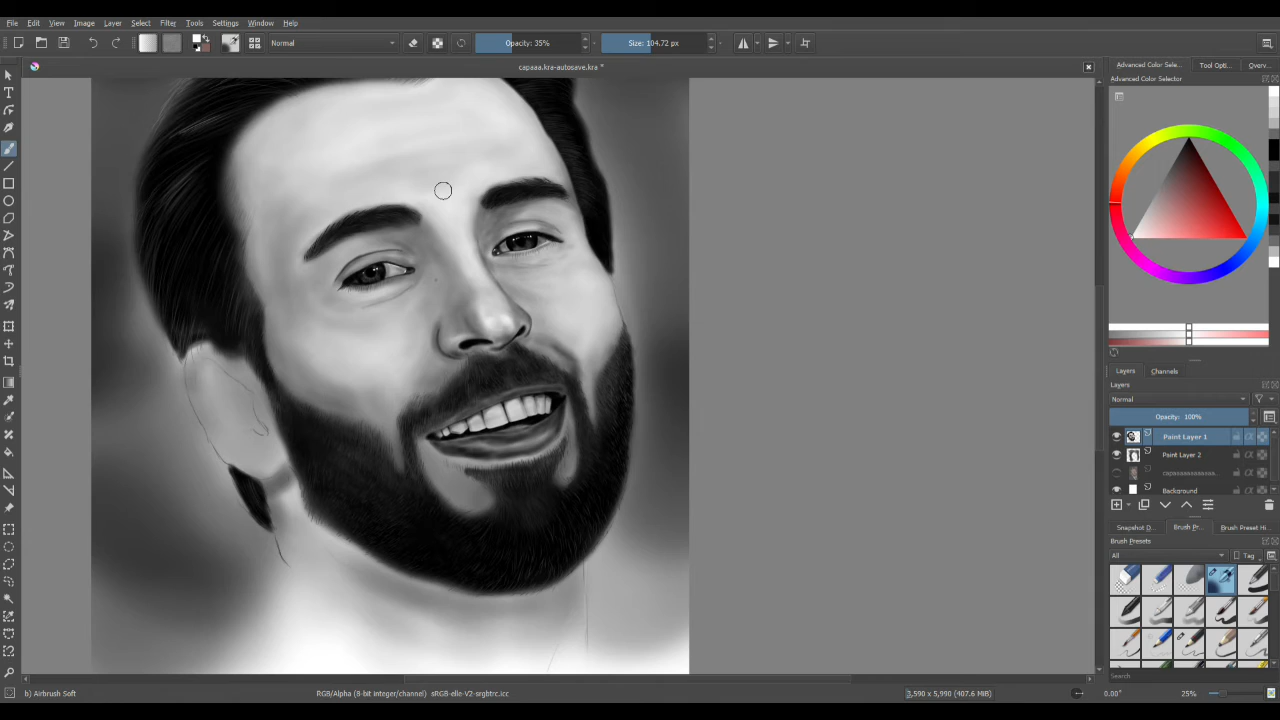 File Edit View Image Layer Select Filter Tools Settings Window Help
Normal Opacity: 35% Size: 104.72 px
capaaa.kra-autosave.kra *
Advanced Color Sele... Tool Opti... Overv...
Advanced Color Selector
Layers Channels
Layers
Normal
Opacity: 100%
Paint Layer 1
Paint Layer 2
Background
Snapshot D... Brush Pr... Brush Preset Hi...
Brush Presets
All Tag
Search
b) Airbrush Soft RGB/Alpha (8-bit integer/channel) sRGB-elle-V2-srgbtrc.icc 3,590 x 5,990 (407.6 MiB) 0.00° 25%